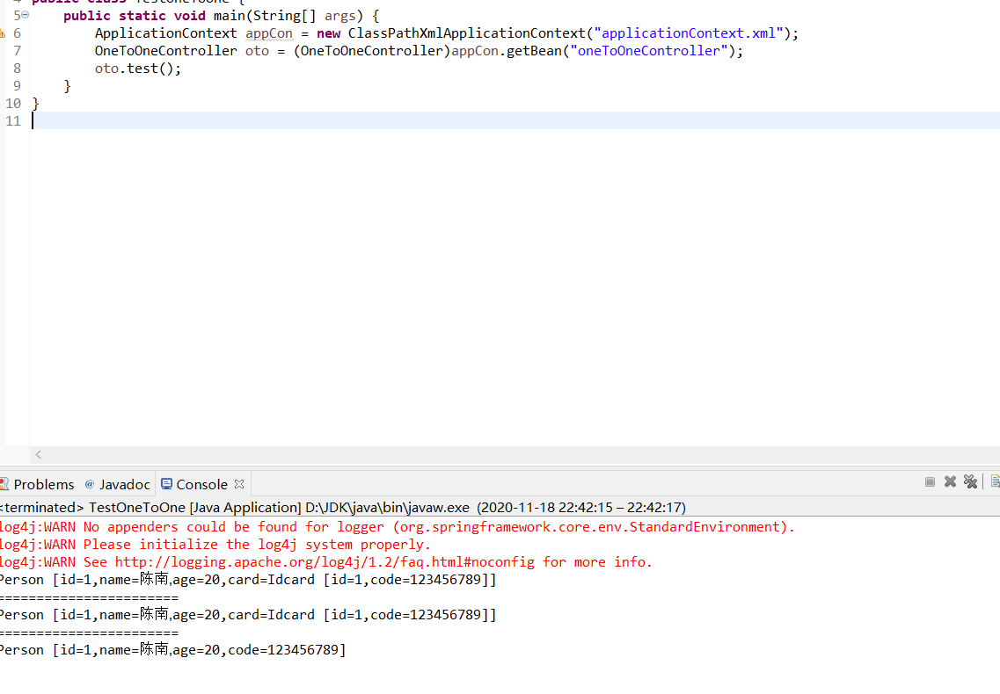 4 public class TestOneToOne {
5 public static void main(String[] args) {
6 ApplicationContext appCon = new ClassPathXmlApplicationContext("applicationContext.xml");
7 OneToOneController oto = (OneToOneController)appCon.getBean("oneToOneController");
8 oto.test();
9 }
10 }
11
Problems @ Javadoc Console
<terminated> TestOneToOne [Java Application] D:\JDK\java\bin\javaw.exe (2020-11-18 22:42:15 – 22:42:17)
log4j:WARN No appenders could be found for logger (org.springframework.core.env.StandardEnvironment).
log4j:WARN Please initialize the log4j system properly.
log4j:WARN See http://logging.apache.org/log4j/1.2/faq.html#noconfig for more info.
Person [id=1,name=陈南,age=20,card=Idcard [id=1,code=123456789]]
=======================
Person [id=1,name=陈南,age=20,card=Idcard [id=1,code=123456789]]
=======================
Person [id=1,name=陈南,age=20,code=123456789]